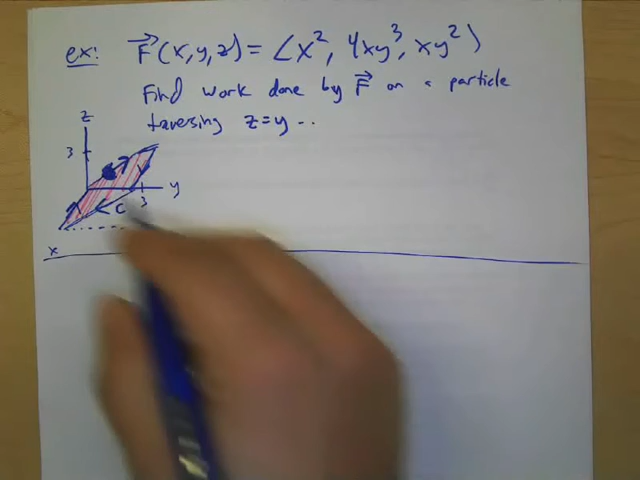 ex: F(x,y,z) = ⟨x², 4xy³, xy²⟩
Find work done by F on a particle
traversing z=y ..
z
3
y
3
C
x